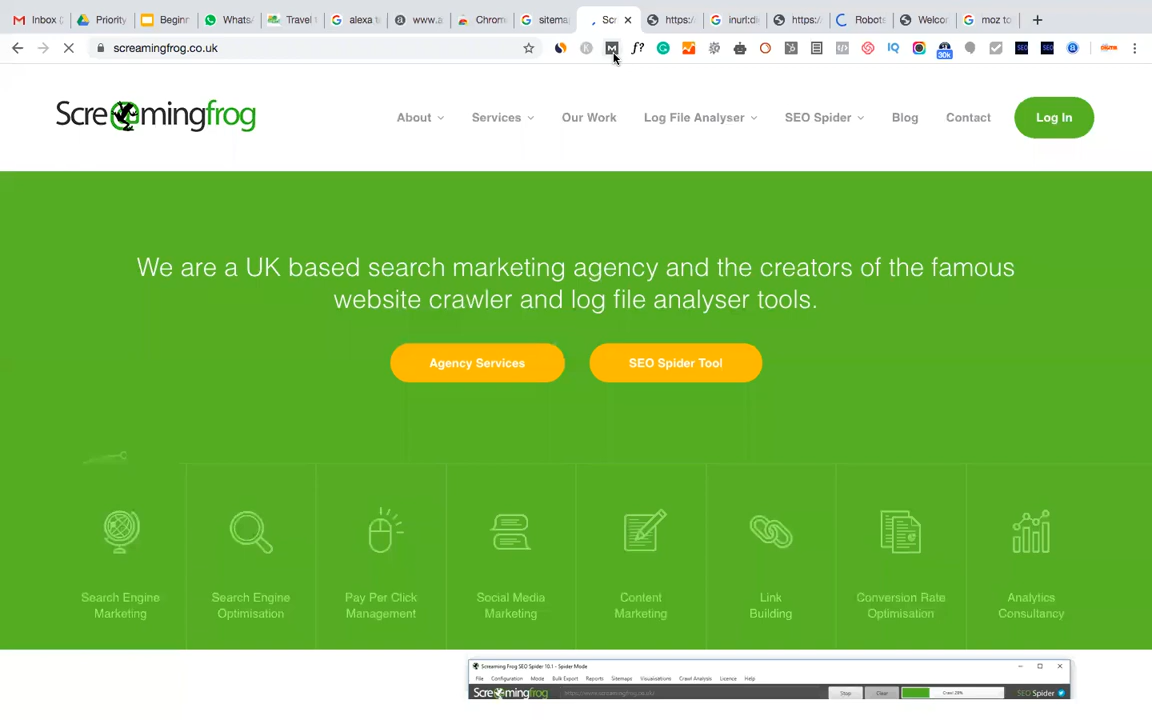 Inbox (
Priority
Beginn
Whats
Travel t
alexa t
www.a
Chrom
sitema
Scr
https:/
inurl:di
https:/
Robots
Welcor
moz to
screamingfrog.co.uk
30k
Screamingfrog
About
Services
Our Work
Log File Analyser
SEO Spider
Blog
Contact
Log In
We are a UK based search marketing agency and the creators of the famous
website crawler and log file analyser tools.
Agency Services
SEO Spider Tool
Search Engine
Marketing
Search Engine
Optimisation
Pay Per Click
Management
Social Media
Marketing
Content
Marketing
Link
Building
Conversion Rate
Optimisation
Analytics
Consultancy
Screaming Frog SEO Spider 10.1 - Spider Mode
File Configuration Mode Bulk Export Reports Sitemaps Visualisations Crawl Analysis Licence Help
Screamingfrog
https://www.screamingfrog.co.uk/
Stop
Clear
Crawl 28%
SEO Spider